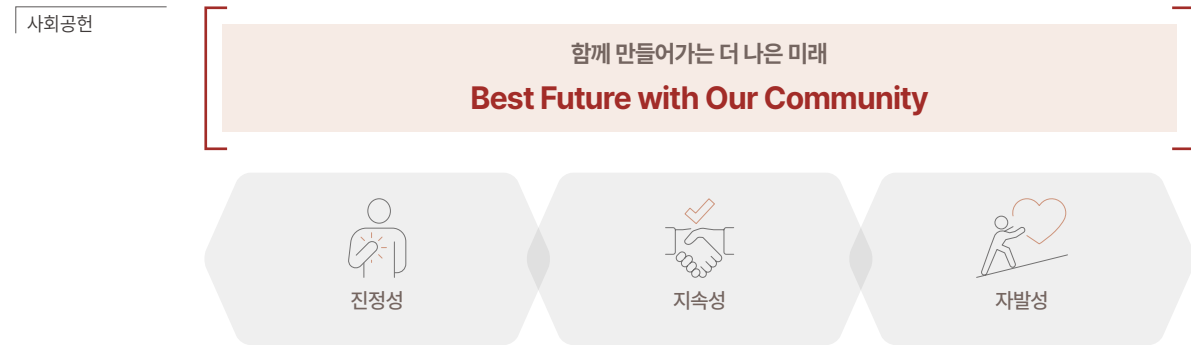 사회공헌
함께 만들어가는 더 나은 미래
Best Future with Our Community
진정성
지속성
자발성